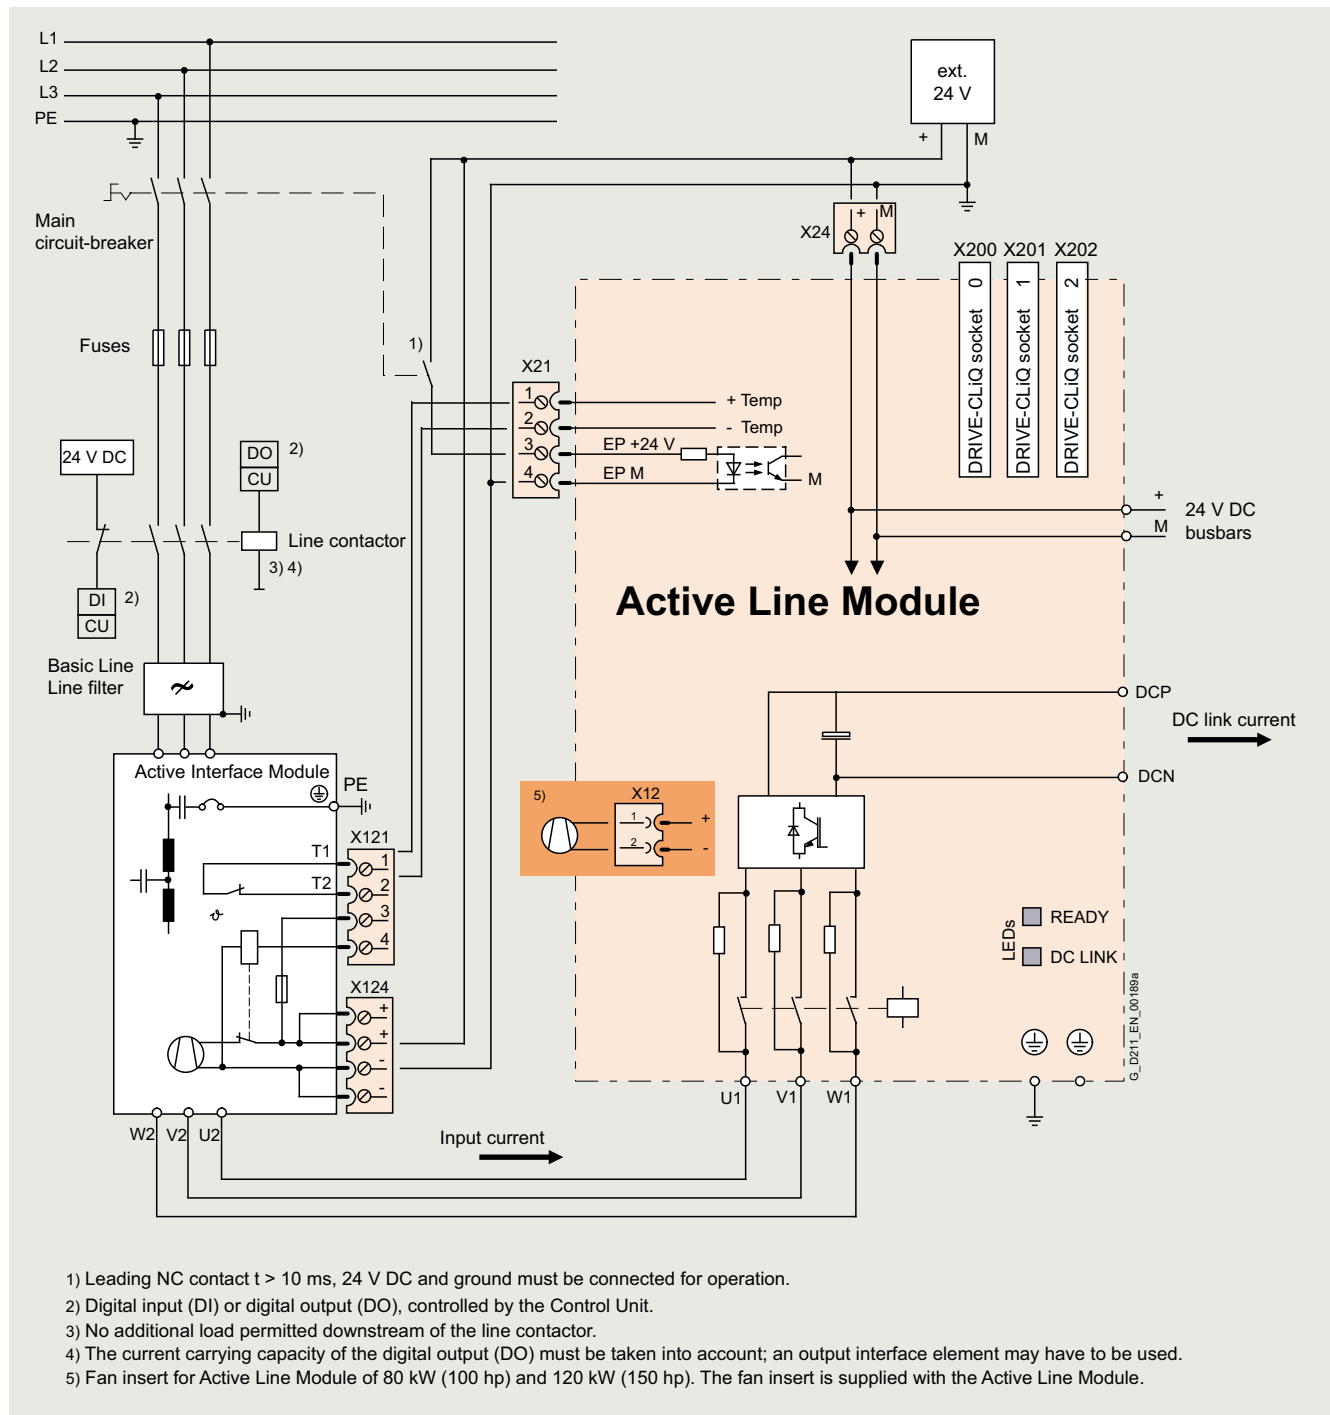 L1
L2
L3
PE
ext.
24 V
+
M
Main
circuit-breaker
X24
+
M
X200
X201
X202
DRIVE-CLiQ socket 0
DRIVE-CLiQ socket 1
DRIVE-CLiQ socket 2
Fuses
1)
X21
1
2
3
4
+ Temp
- Temp
EP +24 V
EP M
M
24 V DC
DO
CU
2)
Line contactor
3) 4)
DI
CU
2)
+
M
24 V DC
busbars
Active Line Module
Basic Line
Line filter
DCP
DC link current
DCN
Active Interface Module
PE
5)
X12
1
2
+
-
X121
T1
T2
1
2
3
4
ϑ
X124
+
+
-
-
LEDs
READY
DC LINK
G_D211_EN_00189a
U1
V1
W1
W2
V2
U2
Input current
1) Leading NC contact t > 10 ms, 24 V DC and ground must be connected for operation.
2) Digital input (DI) or digital output (DO), controlled by the Control Unit.
3) No additional load permitted downstream of the line contactor.
4) The current carrying capacity of the digital output (DO) must be taken into account; an output interface element may have to be used.
5) Fan insert for Active Line Module of 80 kW (100 hp) and 120 kW (150 hp). The fan insert is supplied with the Active Line Module.